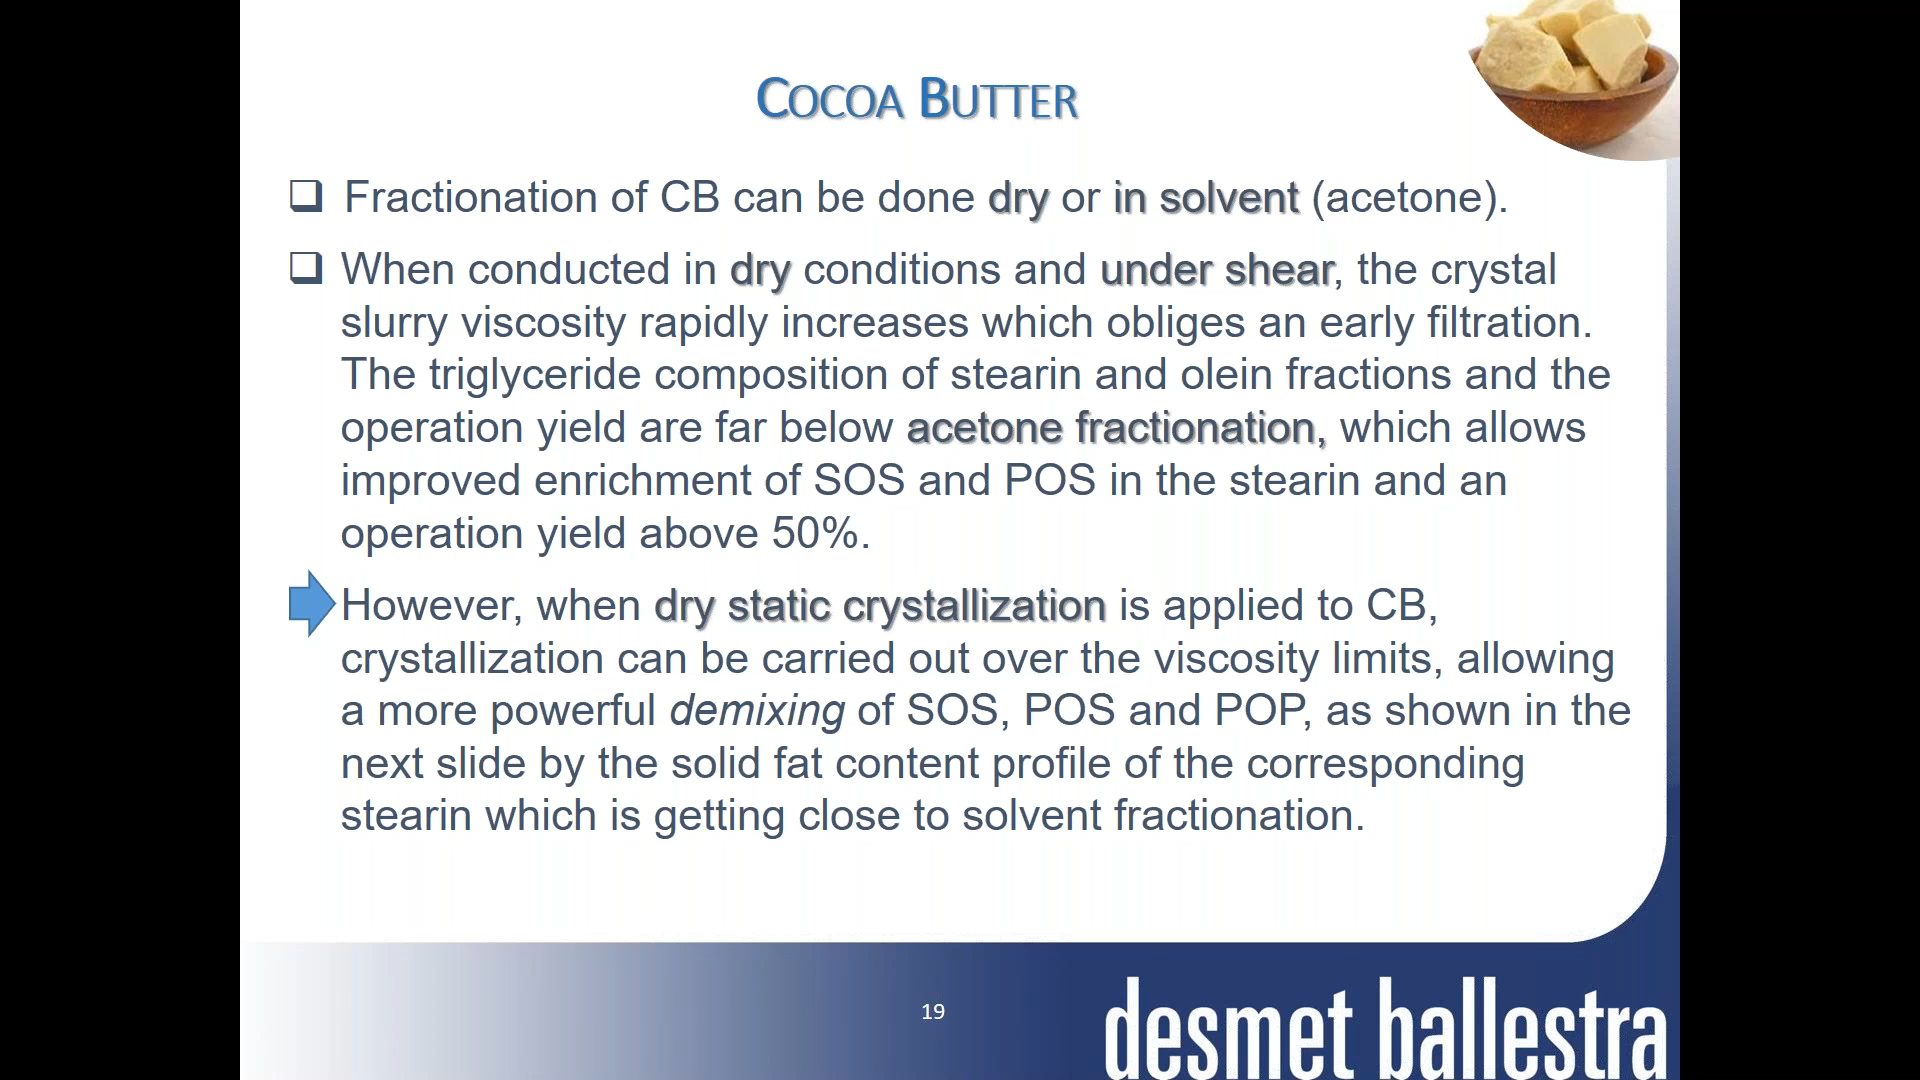 COCOA BUTTER
Fractionation of CB can be done dry or in solvent (acetone).
When conducted in dry conditions and under shear, the crystal
slurry viscosity rapidly increases which obliges an early filtration.
The triglyceride composition of stearin and olein fractions and the
operation yield are far below acetone fractionation, which allows
improved enrichment of SOS and POS in the stearin and an
operation yield above 50%.
However, when dry static crystallization is applied to CB,
crystallization can be carried out over the viscosity limits, allowing
a more powerful demixing of SOS, POS and POP, as shown in the
next slide by the solid fat content profile of the corresponding
stearin which is getting close to solvent fractionation.
19
desmet ballestra